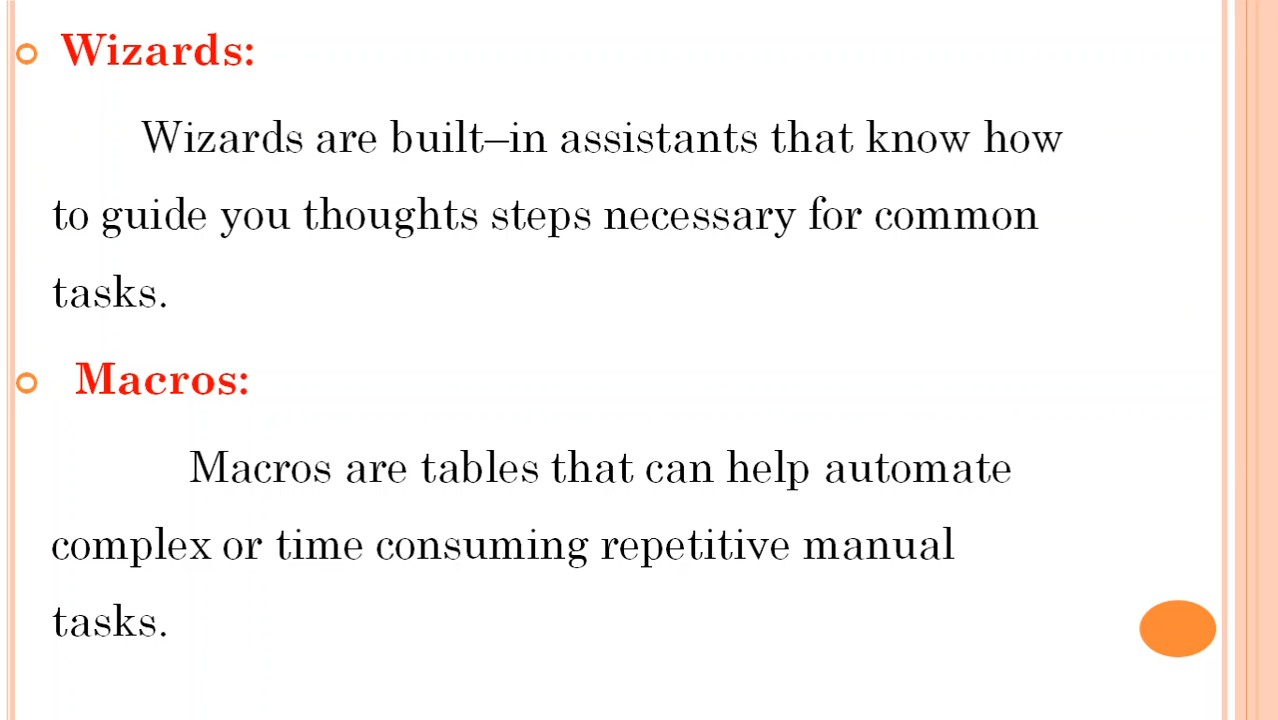 Wizards:
Wizards are built–in assistants that know how
to guide you thoughts steps necessary for common
tasks.
Macros:
Macros are tables that can help automate
complex or time consuming repetitive manual
tasks.